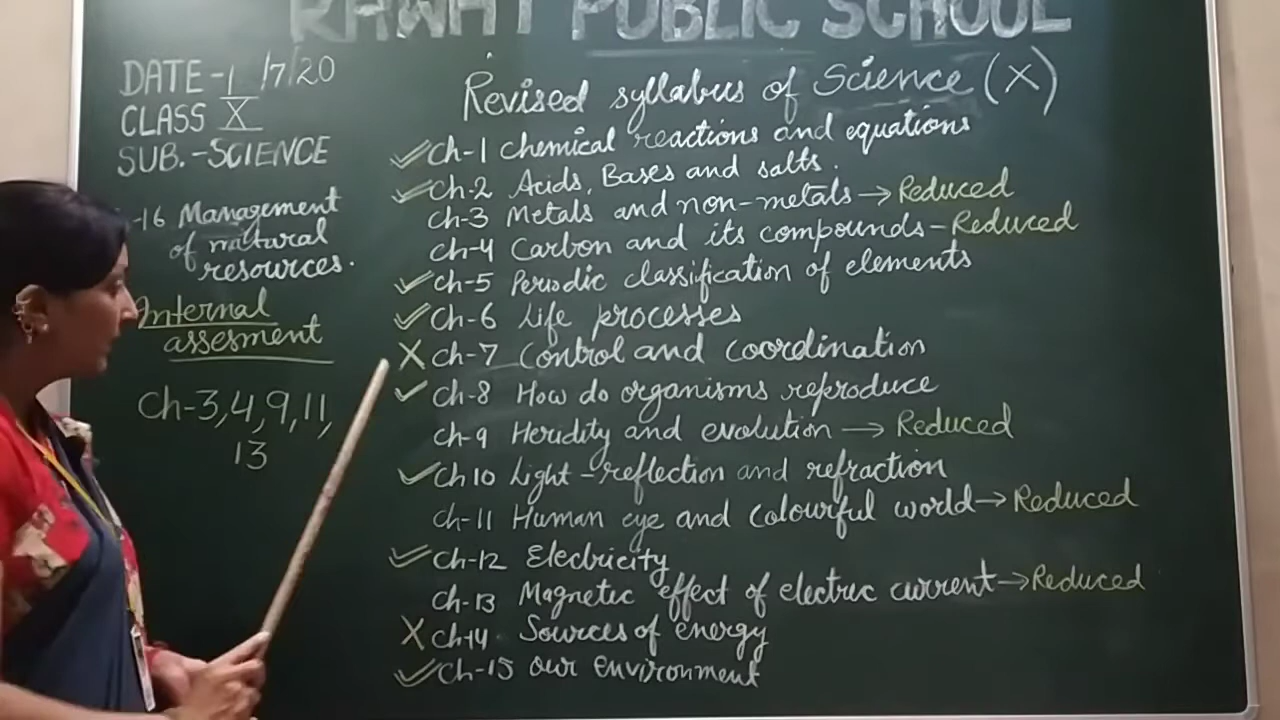 RAWAT PUBLIC SCHOOL
DATE - 1/7/20
CLASS X
SUB. - SCIENCE
-16 Management
of natural
resources.
Internal
assesment
Ch-3,4,9,11,
13
Revised syllabus of Science (X)
✓ Ch-1 Chemical reactions and equations
✓ Ch-2 Acids, Bases and salts.
Ch-3 Metals and non-metals → Reduced
Ch-4 Carbon and its compounds - Reduced
✓ Ch-5 Periodic classification of elements
✓ Ch-6 Life processes
X Ch-7 Control and coordination
✓ Ch-8 How do organisms reproduce
Ch-9 Heridity and evolution → Reduced
✓ Ch 10 Light - reflection and refraction
Ch-11 Human eye and colourful world → Reduced
✓ Ch-12 Electricity
Ch-13 Magnetic effect of electric current → Reduced
X Ch-14 Sources of energy
✓ Ch-15 Our environment